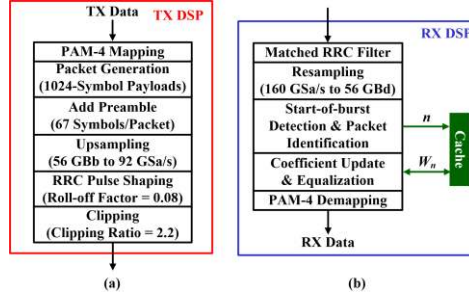 TX Data
TX DSP
PAM-4 Mapping
Packet Generation
(1024-Symbol Payloads)
Add Preamble
(67 Symbols/Packet)
Upsampling
(56 GBb to 92 GSa/s)
RRC Pulse Shaping
(Roll-off Factor = 0.08)
Clipping
(Clipping Ratio = 2.2)
(a)
RX DSP
Matched RRC Filter
Resampling
(160 GSa/s to 56 GBd)
Start-of-burst
Detection & Packet
Identification
n
Coefficient Update
& Equalization
Wn
Cache
PAM-4 Demapping
RX Data
(b)